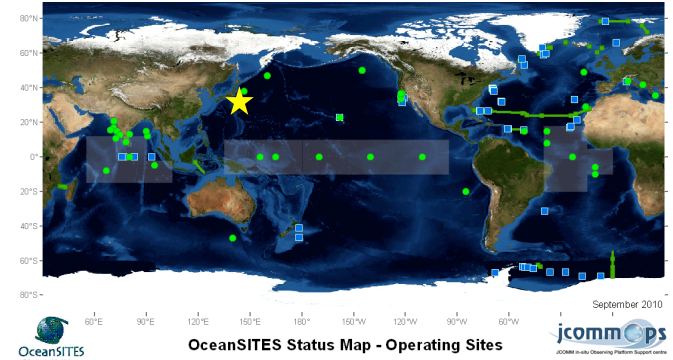 80°N
60°N
40°N
20°N
0°
20°S
40°S
60°S
80°S
September 2010
60°E 90°E 120°E 150°E 180°E 150°W 120°W 90°W 60°W 30°W 0°
OceanSITES Status Map - Operating Sites
OceanSITES
jcommops
JCOMM in-situ Observing Platform Support centre